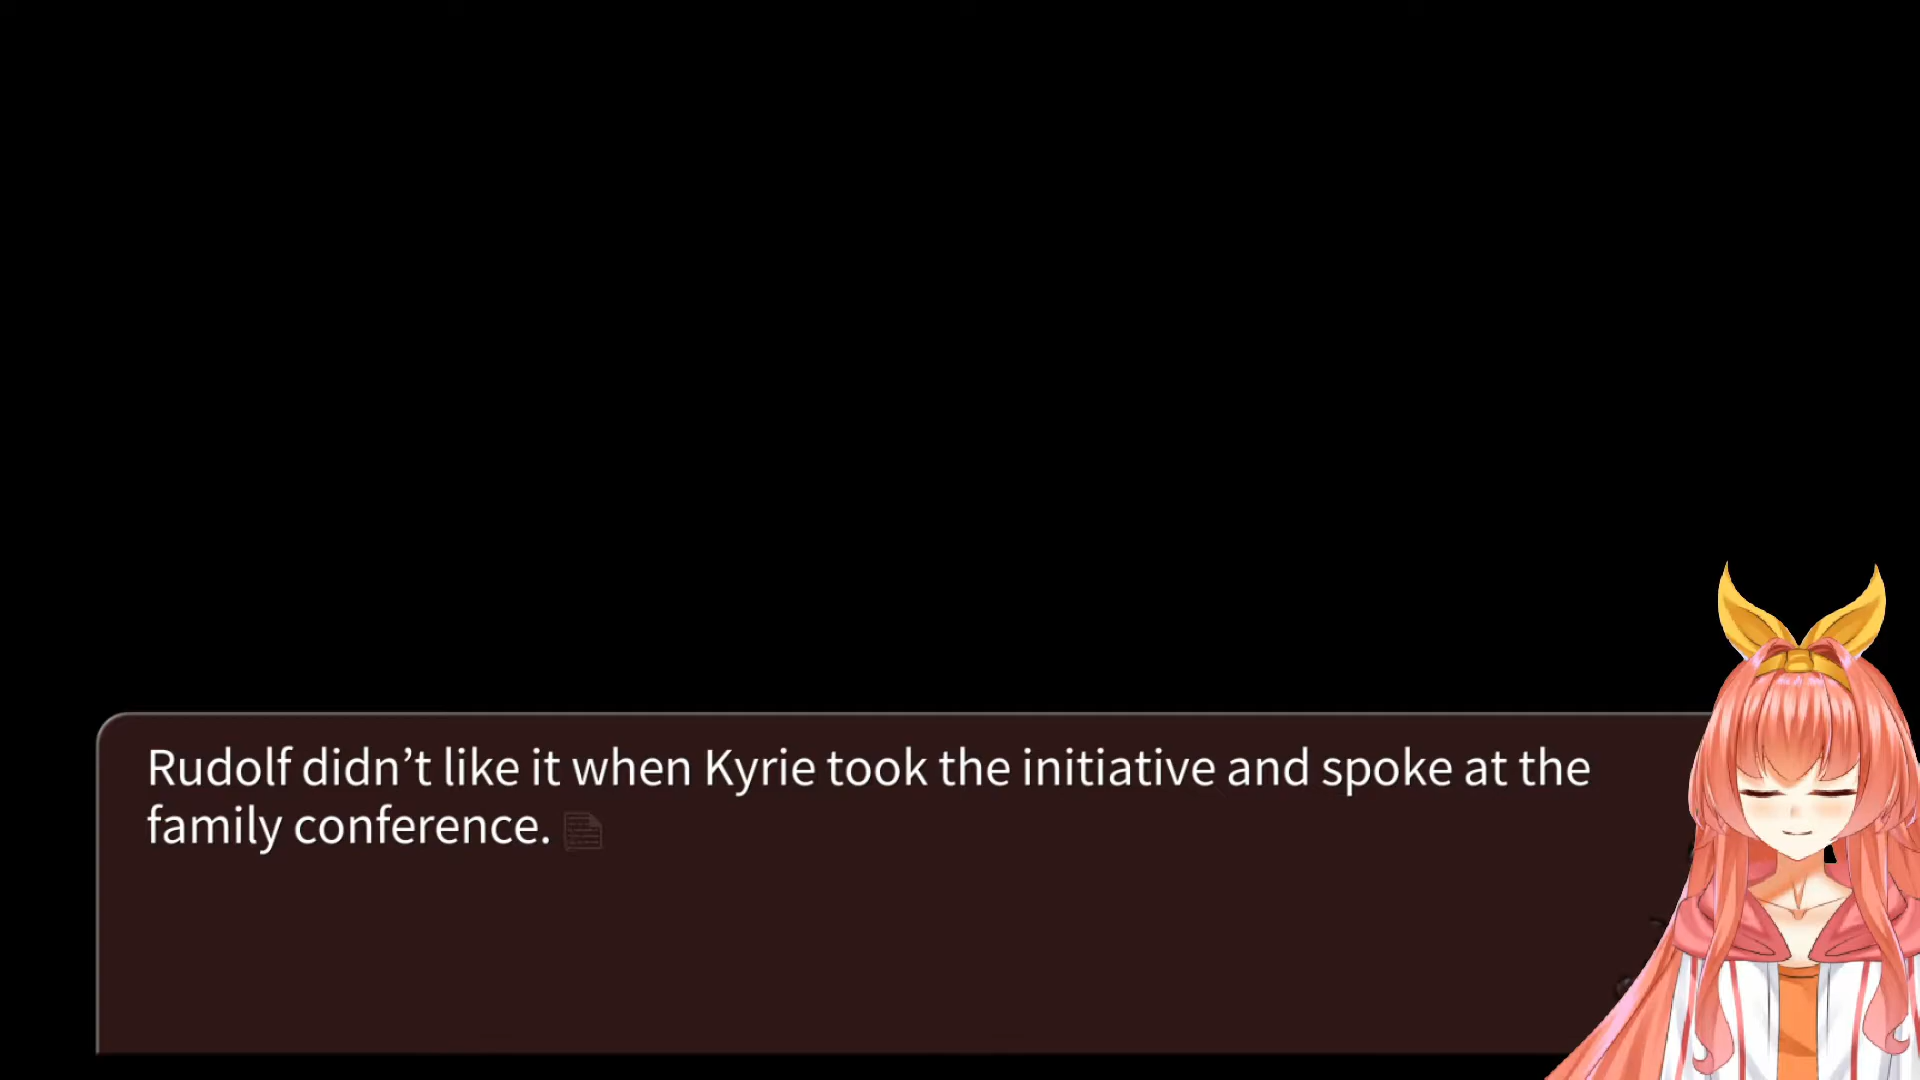 Rudolf didn’t like it when Kyrie took the initiative and spoke at the
family conference.